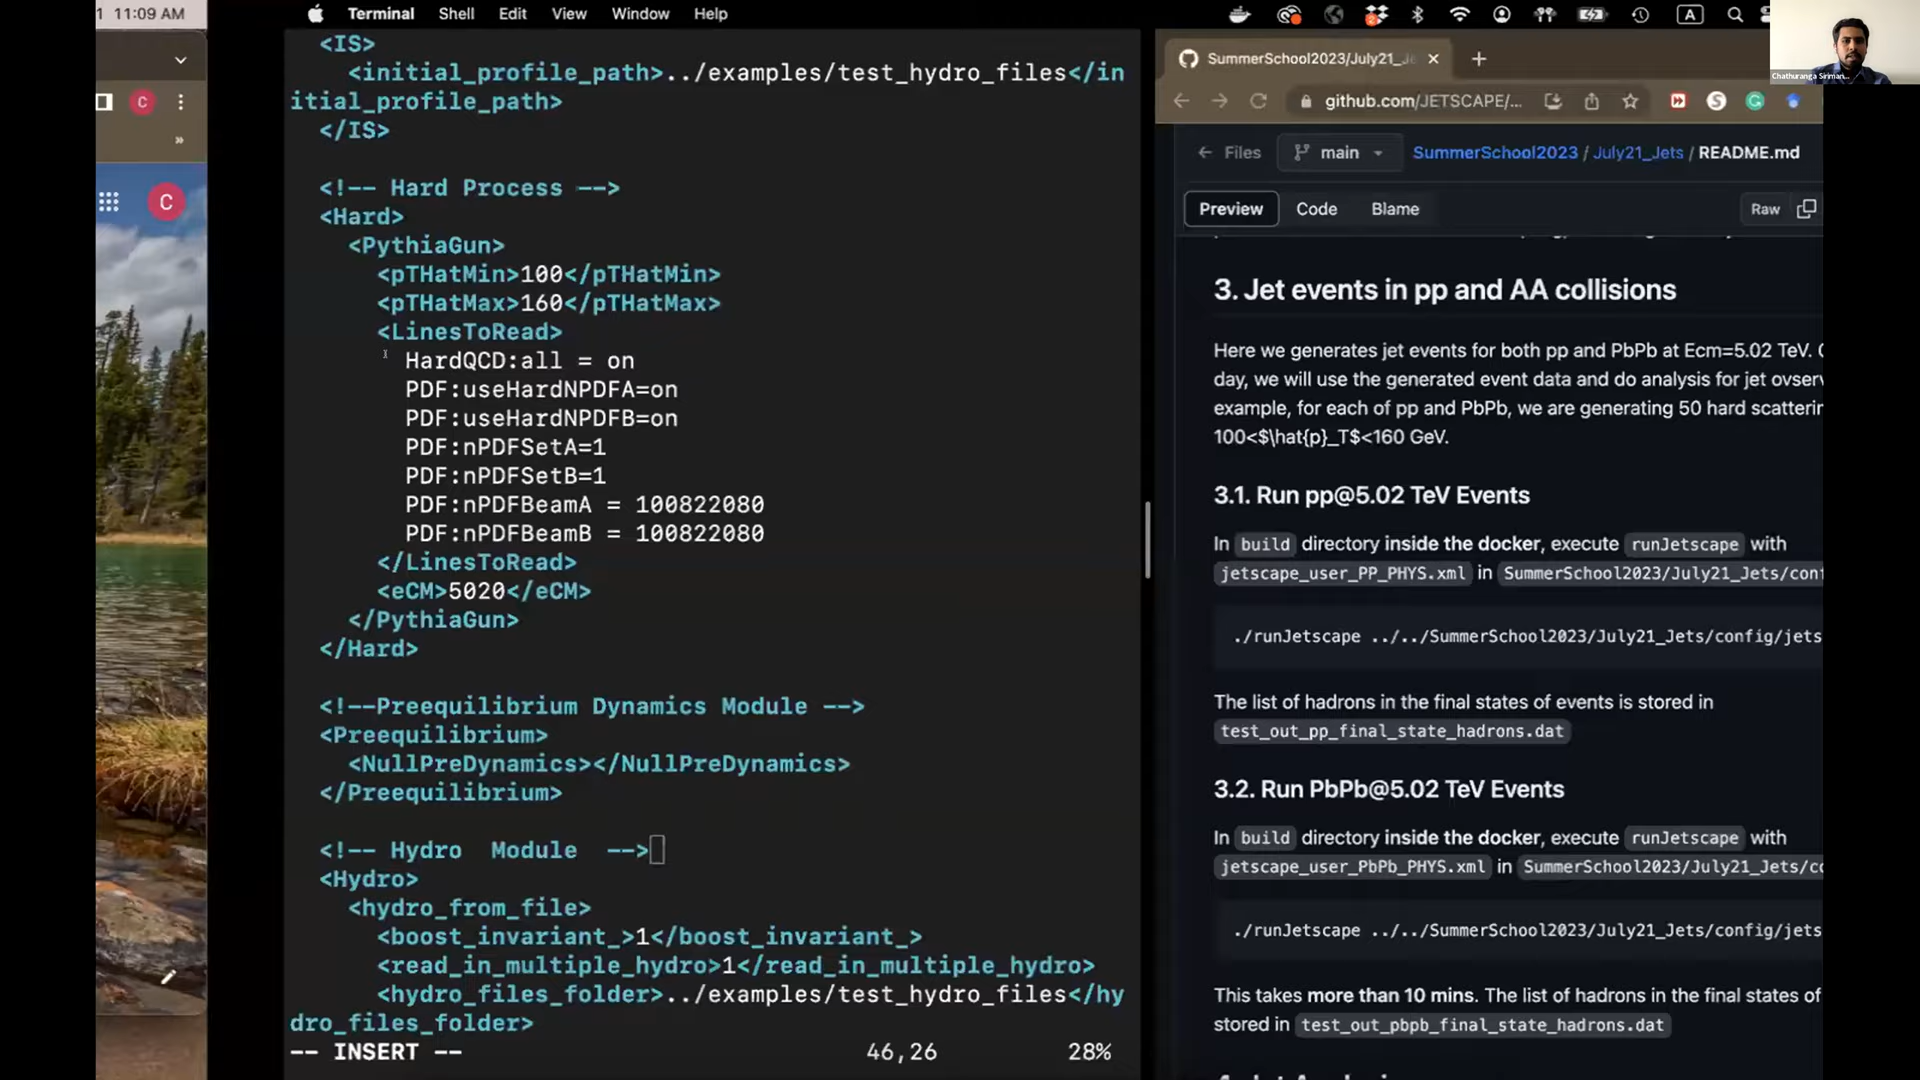 1 11:09 AM
Terminal Shell Edit View Window Help
A
Chathuranga Siriman...
C
»
C
<IS>
<initial_profile_path>../examples/test_hydro_files</in
itial_profile_path>
</IS>
<!-- Hard Process -->
<Hard>
<PythiaGun>
<pTHatMin>100</pTHatMin>
<pTHatMax>160</pTHatMax>
<LinesToRead>
HardQCD:all = on
PDF:useHardNPDFA=on
PDF:useHardNPDFB=on
PDF:nPDFSetA=1
PDF:nPDFSetB=1
PDF:nPDFBeamA = 100822080
PDF:nPDFBeamB = 100822080
</LinesToRead>
<eCM>5020</eCM>
</PythiaGun>
</Hard>
<!--Preequilibrium Dynamics Module -->
<Preequilibrium>
<NullPreDynamics></NullPreDynamics>
</Preequilibrium>
<!-- Hydro  Module  -->
<Hydro>
<hydro_from_file>
<boost_invariant_>1</boost_invariant_>
<read_in_multiple_hydro>1</read_in_multiple_hydro>
<hydro_files_folder>../examples/test_hydro_files</hy
dro_files_folder>
-- INSERT -- 46,26 28%
SummerSchool2023/July21_Je
github.com/JETSCAPE/...
Files main SummerSchool2023 / July21_Jets / README.md
Preview Code Blame Raw
3. Jet events in pp and AA collisions
Here we generates jet events for both pp and PbPb at Ecm=5.02 TeV.
day, we will use the generated event data and do analysis for jet ovser
example, for each of pp and PbPb, we are generating 50 hard scatterin
100<$\hat{p}_T$<160 GeV.
3.1. Run pp@5.02 TeV Events
In build directory inside the docker, execute runJetscape with
jetscape_user_PP_PHYS.xml in SummerSchool2023/July21_Jets/conf
./runJetscape ../../SummerSchool2023/July21_Jets/config/jets
The list of hadrons in the final states of events is stored in
test_out_pp_final_state_hadrons.dat
3.2. Run PbPb@5.02 TeV Events
In build directory inside the docker, execute runJetscape with
jetscape_user_PbPb_PHYS.xml in SummerSchool2023/July21_Jets/co
./runJetscape ../../SummerSchool2023/July21_Jets/config/jets
This takes more than 10 mins. The list of hadrons in the final states of
stored in test_out_pbpb_final_state_hadrons.dat